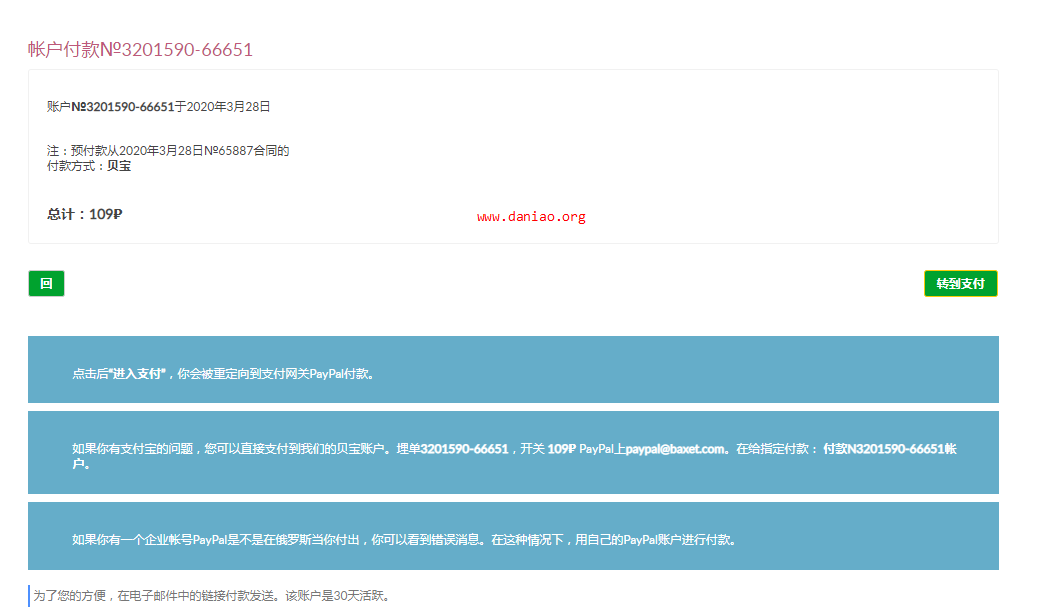 帐户付款№3201590-66651
账户№3201590-66651于2020年3月28日
注：预付款从2020年3月28日№65887合同的
付款方式：贝宝
总计：109₽
www.daniao.org
回
转到支付
点击后“进入支付”，你会被重定向到支付网关PayPal付款。
如果你有支付宝的问题，您可以直接支付到我们的贝宝账户。埋单3201590-66651，开关 109₽ PayPal上paypal@baxet.com。在给指定付款： 付款N3201590-66651帐
户。
如果你有一个企业帐号PayPal是不是在俄罗斯当你付出，你可以看到错误消息。在这种情况下，用自己的PayPal账户进行付款。
为了您的方便，在电子邮件中的链接付款发送。该账户是30天活跃。